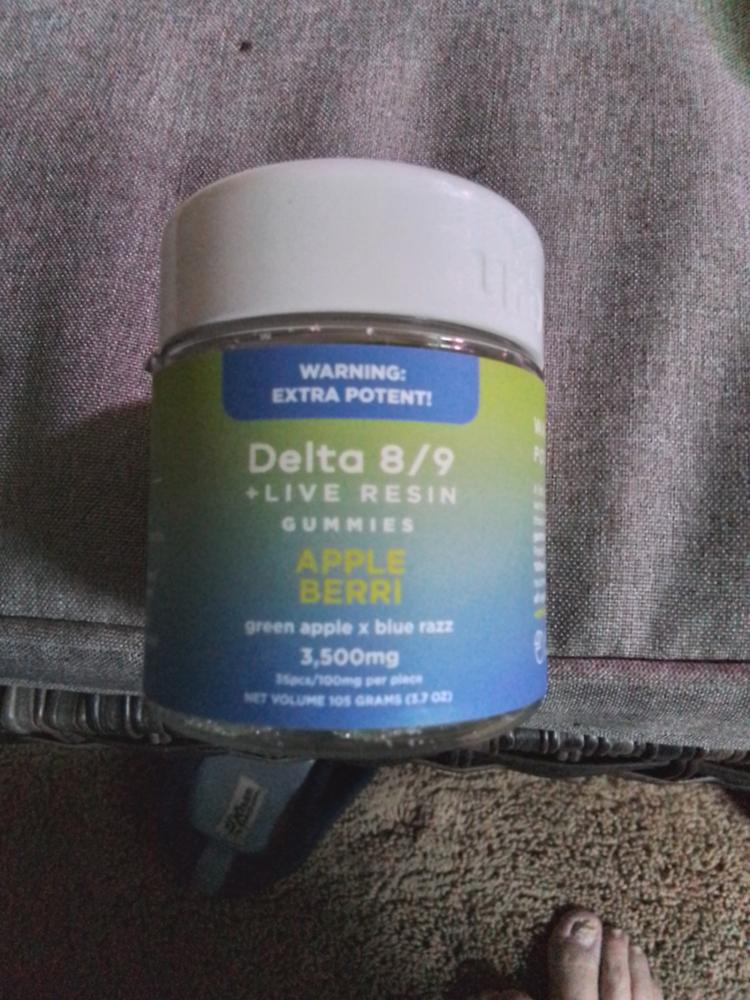 WARNING:
EXTRA POTENT!
Delta 8/9
+LIVE RESIN
GUMMIES
APPLE
BERRI
green apple x blue razz
3,500mg
35pcs/100mg per piece
NET VOLUME 105 GRAMS (3.7 OZ)